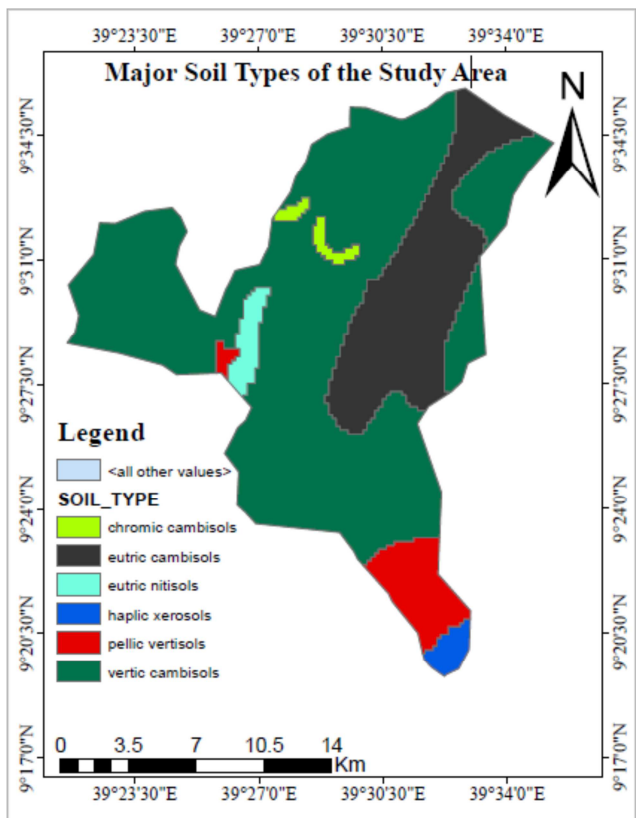 39°23'30"E 39°27'0"E 39°30'30"E 39°34'0"E
Major Soil Types of the Study Area
N
9°34'30"N 9°34'30"N
9°31'0"N 9°31'0"N
9°27'30"N 9°27'30"N
Legend
<all other values>
SOIL_TYPE
9°24'0"N 9°24'0"N
chromic cambisols
eutric cambisols
eutric nitisols
haplic xerosols
9°20'30"N 9°20'30"N
pellic vertisols
vertic cambisols
0 3.5 7 10.5 14
Km
9°17'0"N 9°17'0"N
39°23'30"E 39°27'0"E 39°30'30"E 39°34'0"E